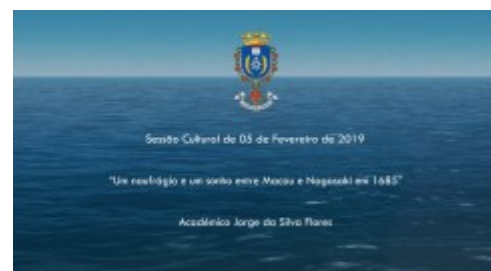 Sessão Cultural de 05 de Fevereiro de 2019
"Um naufrágio e um sonho entre Macau e Nagasaki em 1685"
Académico Jorge da Silva Flores